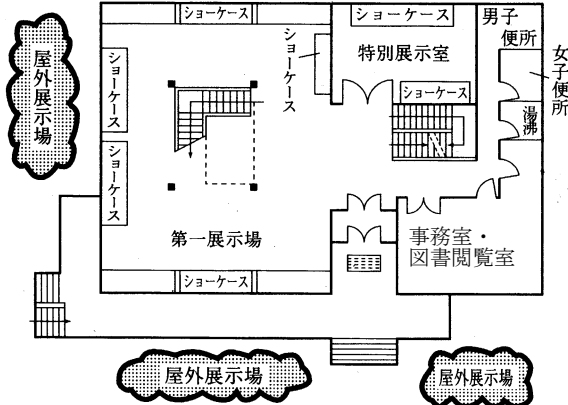 ショーケース
ショーケース
男子
便所
女子便所
屋外展示場
ショーケース
ショーケース
特別展示室
ショーケース
湯沸
ショーケース
第一展示場
事務室・
図書閲覧室
ショーケース
屋外展示場
屋外展示場